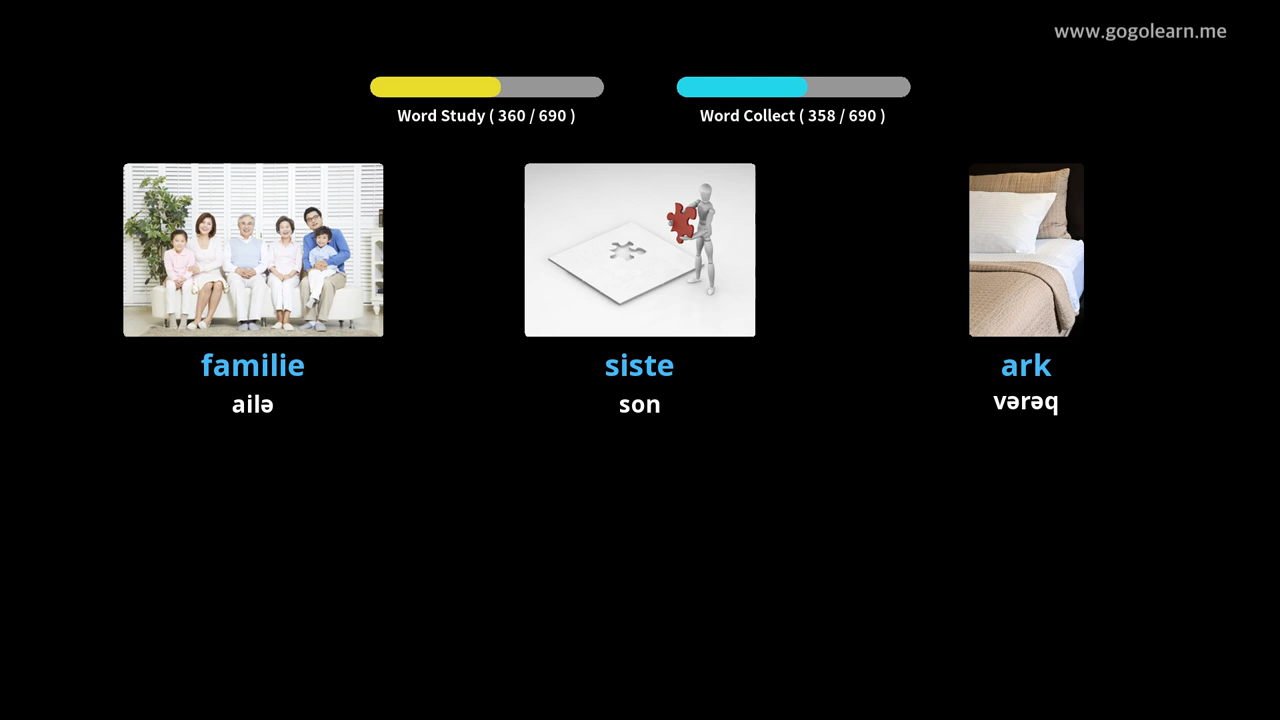 www.gogolearn.me
Word Study ( 360 / 690 )
Word Collect ( 358 / 690 )
familie
siste
ark
ailə
son
vərəq